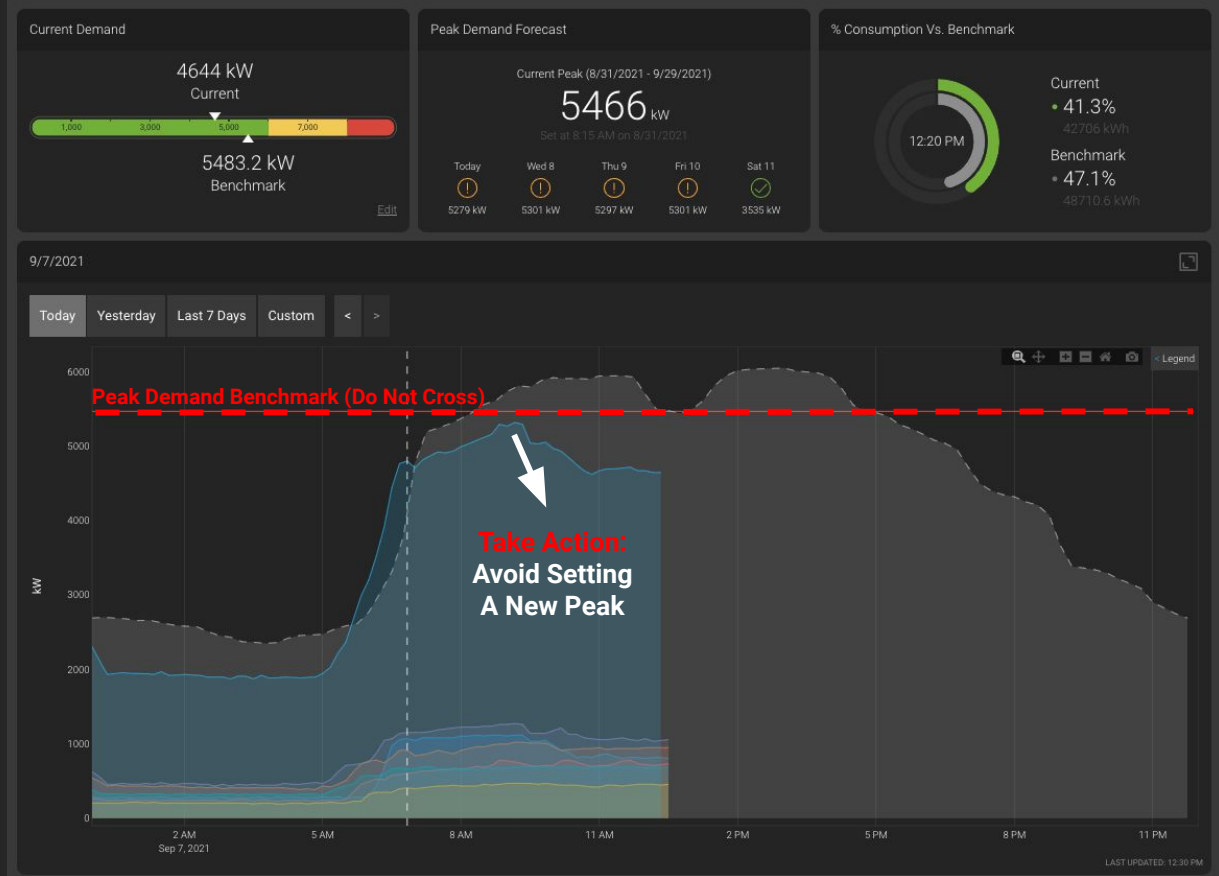 Current Demand
4644 kW
Current
1,000 3,000 5,000 7,000
5483.2 kW
Benchmark
Edit
Peak Demand Forecast
Current Peak (8/31/2021 - 9/29/2021)
5466 kW
Set at 8:15 AM on 8/31/2021
Today Wed 8 Thu 9 Fri 10 Sat 11
5279 kW 5301 kW 5297 kW 5301 kW 3535 kW
% Consumption Vs. Benchmark
12:20 PM
Current
41.3%
42706 kWh
Benchmark
47.1%
48710.6 kWh
9/7/2021
Today Yesterday Last 7 Days Custom < >
< Legend
6000
Peak Demand Benchmark (Do Not Cross)
5000
4000
Take Action:
Avoid Setting
A New Peak
kW
3000
2000
1000
0
2 AM 5 AM 8 AM 11 AM 2 PM 5 PM 8 PM 11 PM
Sep 7, 2021
LAST UPDATED: 12:30 PM